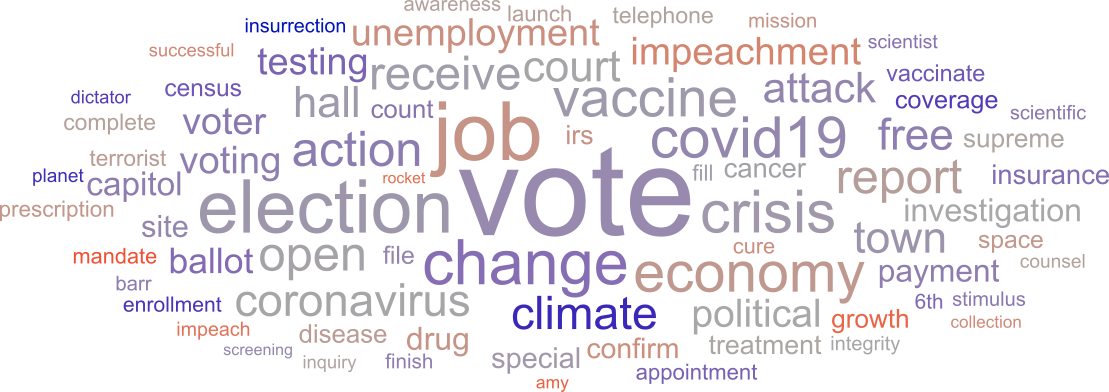 awareness
launch
telephone
mission
insurrection
unemployment
successful
testing
receive
court
impeachment
scientist
vaccinate
dictator
census
hall
count
vaccine
attack
coverage
scientific
complete
voter
job
irs
covid19
free
supreme
terrorist
voting
action
planet
capitol
rocket
vote
fill
cancer
report
insurance
prescription
site
election
crisis
investigation
mandate
ballot
open
file
change
economy
cure
town
space
counsel
barr
payment
enrollment
coronavirus
climate
political
growth
6th
stimulus
collection
impeach
disease
drug
confirm
treatment
integrity
screening
inquiry
finish
special
amy
appointment